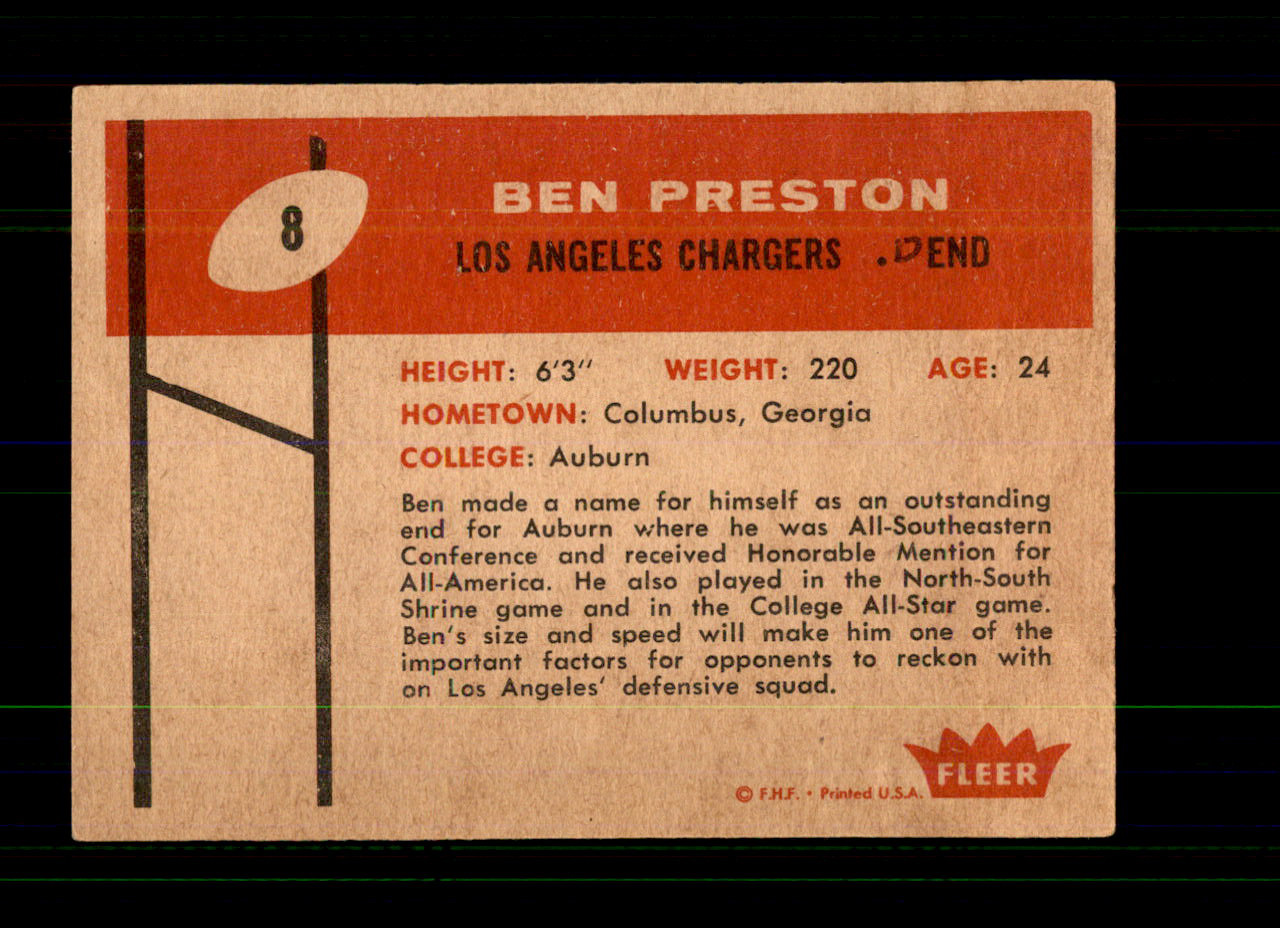 8
BEN PRESTON
LOS ANGELES CHARGERS .DEND
HEIGHT: 6'3" WEIGHT: 220 AGE: 24
HOMETOWN: Columbus, Georgia
COLLEGE: Auburn
Ben made a name for himself as an outstanding
end for Auburn where he was All-Southeastern
Conference and received Honorable Mention for
All-America. He also played in the North-South
Shrine game and in the College All-Star game.
Ben's size and speed will make him one of the
important factors for opponents to reckon with
on Los Angeles' defensive squad.
FLEER
© F.H.F. • Printed U.S.A.